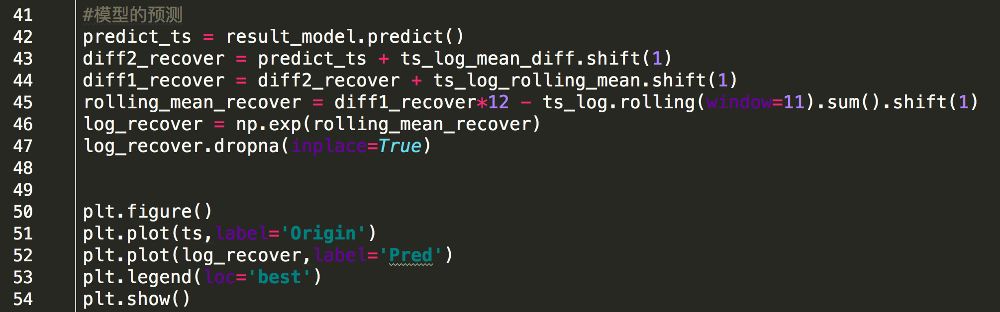 41 #模型的预测
42 predict_ts = result_model.predict()
43 diff2_recover = predict_ts + ts_log_mean_diff.shift(1)
44 diff1_recover = diff2_recover + ts_log_rolling_mean.shift(1)
45 rolling_mean_recover = diff1_recover*12 - ts_log.rolling(window=11).sum().shift(1)
46 log_recover = np.exp(rolling_mean_recover)
47 log_recover.dropna(inplace=True)
48
49
50 plt.figure()
51 plt.plot(ts,label='Origin')
52 plt.plot(log_recover,label='Pred')
53 plt.legend(loc='best')
54 plt.show()